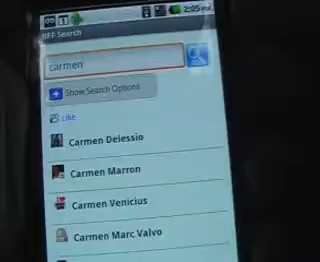 2:05 PM
BFF Search
carmen
Show Search Options
Like
Carmen Delessio
Carmen Marron
Carmen Venicius
Carmen Marc Valvo